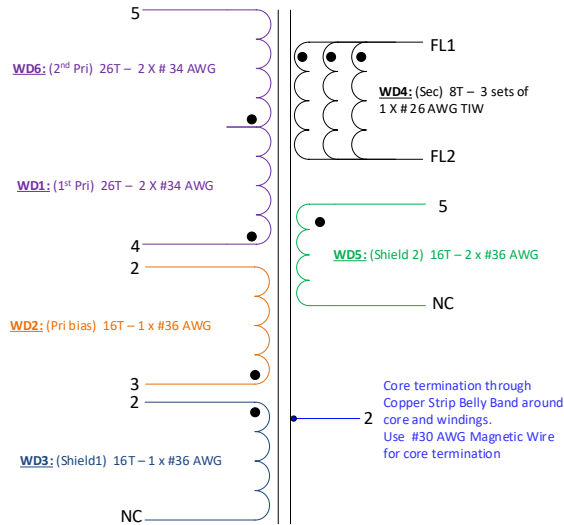 5
FL1
WD6: (2nd Pri) 26T – 2 X # 34 AWG
WD4: (Sec) 8T – 3 sets of
1 X # 26 AWG TIW
FL2
WD1: (1st Pri) 26T – 2 X #34 AWG
5
4
2
WD5: (Shield 2) 16T – 2 x #36 AWG
NC
WD2: (Pri bias) 16T – 1 x #36 AWG
3
2
Core termination through
Copper Strip Belly Band around
core and windings.
Use #30 AWG Magnetic Wire
for core termination
2
WD3: (Shield1) 16T – 1 x #36 AWG
NC